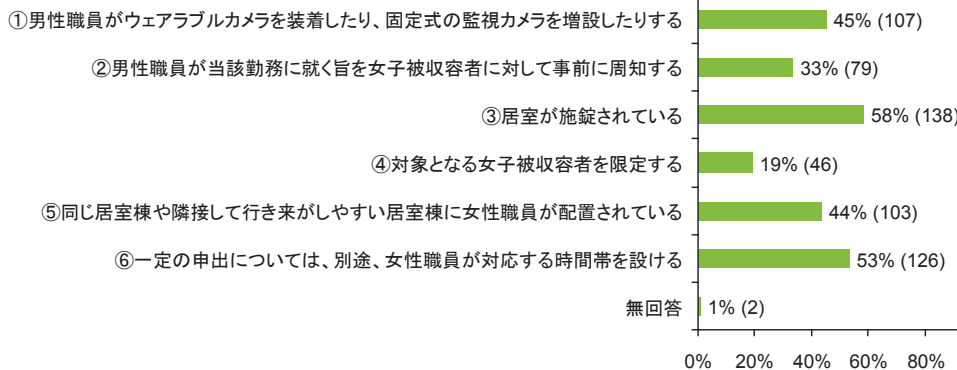 ①男性職員がウェアラブルカメラを装着したり、固定式の監視カメラを増設したりする 45% (107)
②男性職員が当該勤務に就く旨を女子被収容者に対して事前に周知する 33% (79)
③居室が施錠されている 58% (138)
④対象となる女子被収容者を限定する 19% (46)
⑤同じ居室棟や隣接して行き来がしやすい居室棟に女性職員が配置されている 44% (103)
⑥一定の申出については、別途、女性職員が対応する時間帯を設ける 53% (126)
無回答 1% (2)
0% 20% 40% 60% 80%